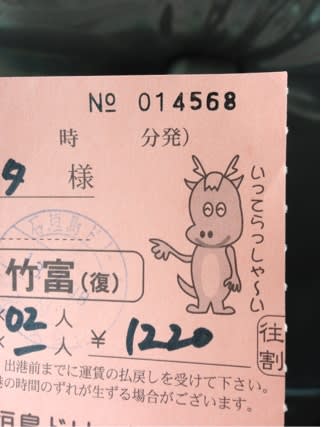 № 014568
時 分発)
様
いってらっしゃ〜い
竹富(復)
02人
人 ¥ 1220
往
割
出港前までに運賃の払戻しを受けて下さい。
の時間のずれが生ずる場合がございます。